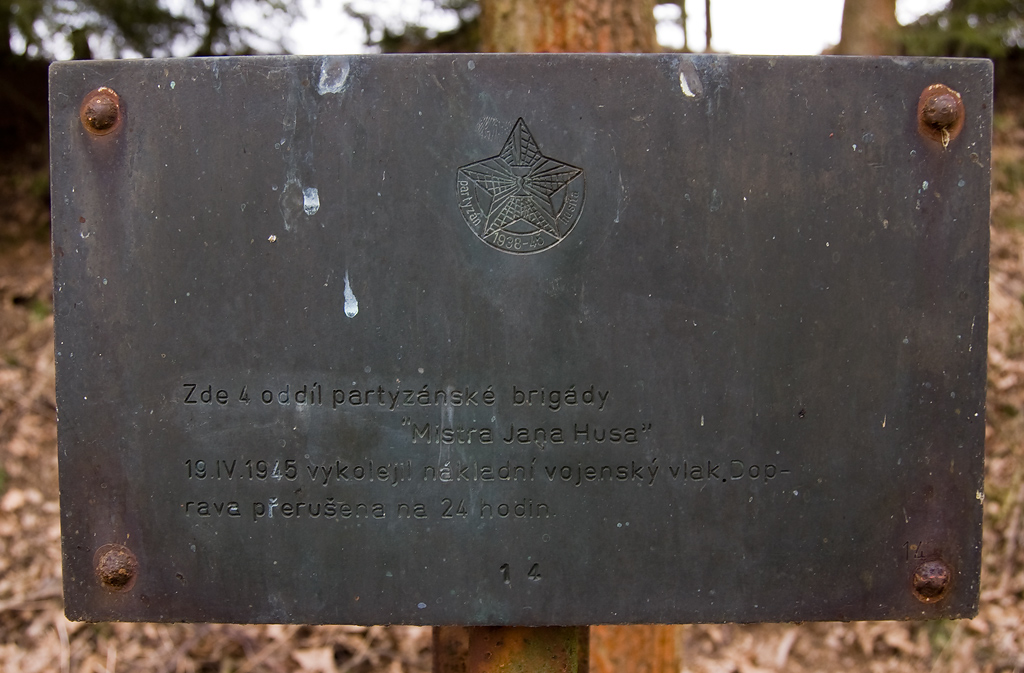 partyzán.
1938-45
Zde 4 oddíl partyzánské brigády
"Mistra Jana Husa"
19.IV.1945 vykolejil nákladní vojenský vlak.Dop-
rava přerušena na 24 hodin.
14
14